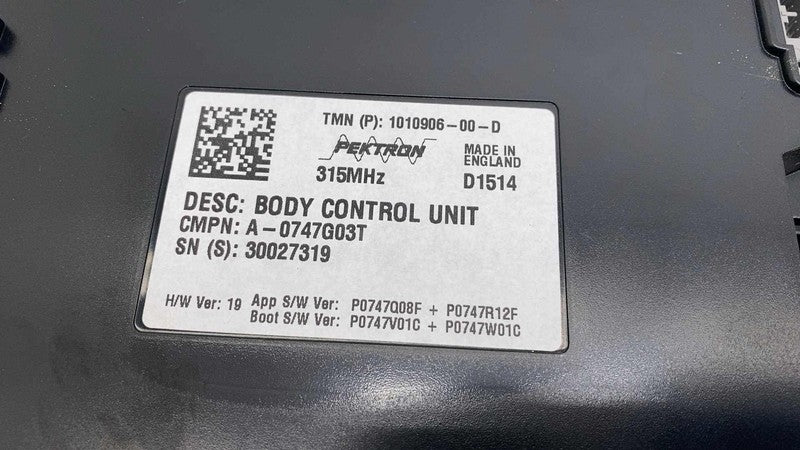 TMN (P): 1010906-00-D
PEKTRON
MADE IN
ENGLAND
315MHz
D1514
DESC: BODY CONTROL UNIT
CMPN: A-0747G03T
SN (S): 30027319
H/W Ver: 19 App S/W Ver: P0747Q08F + P0747R12F
Boot S/W Ver: P0747V01C + P0747W01C